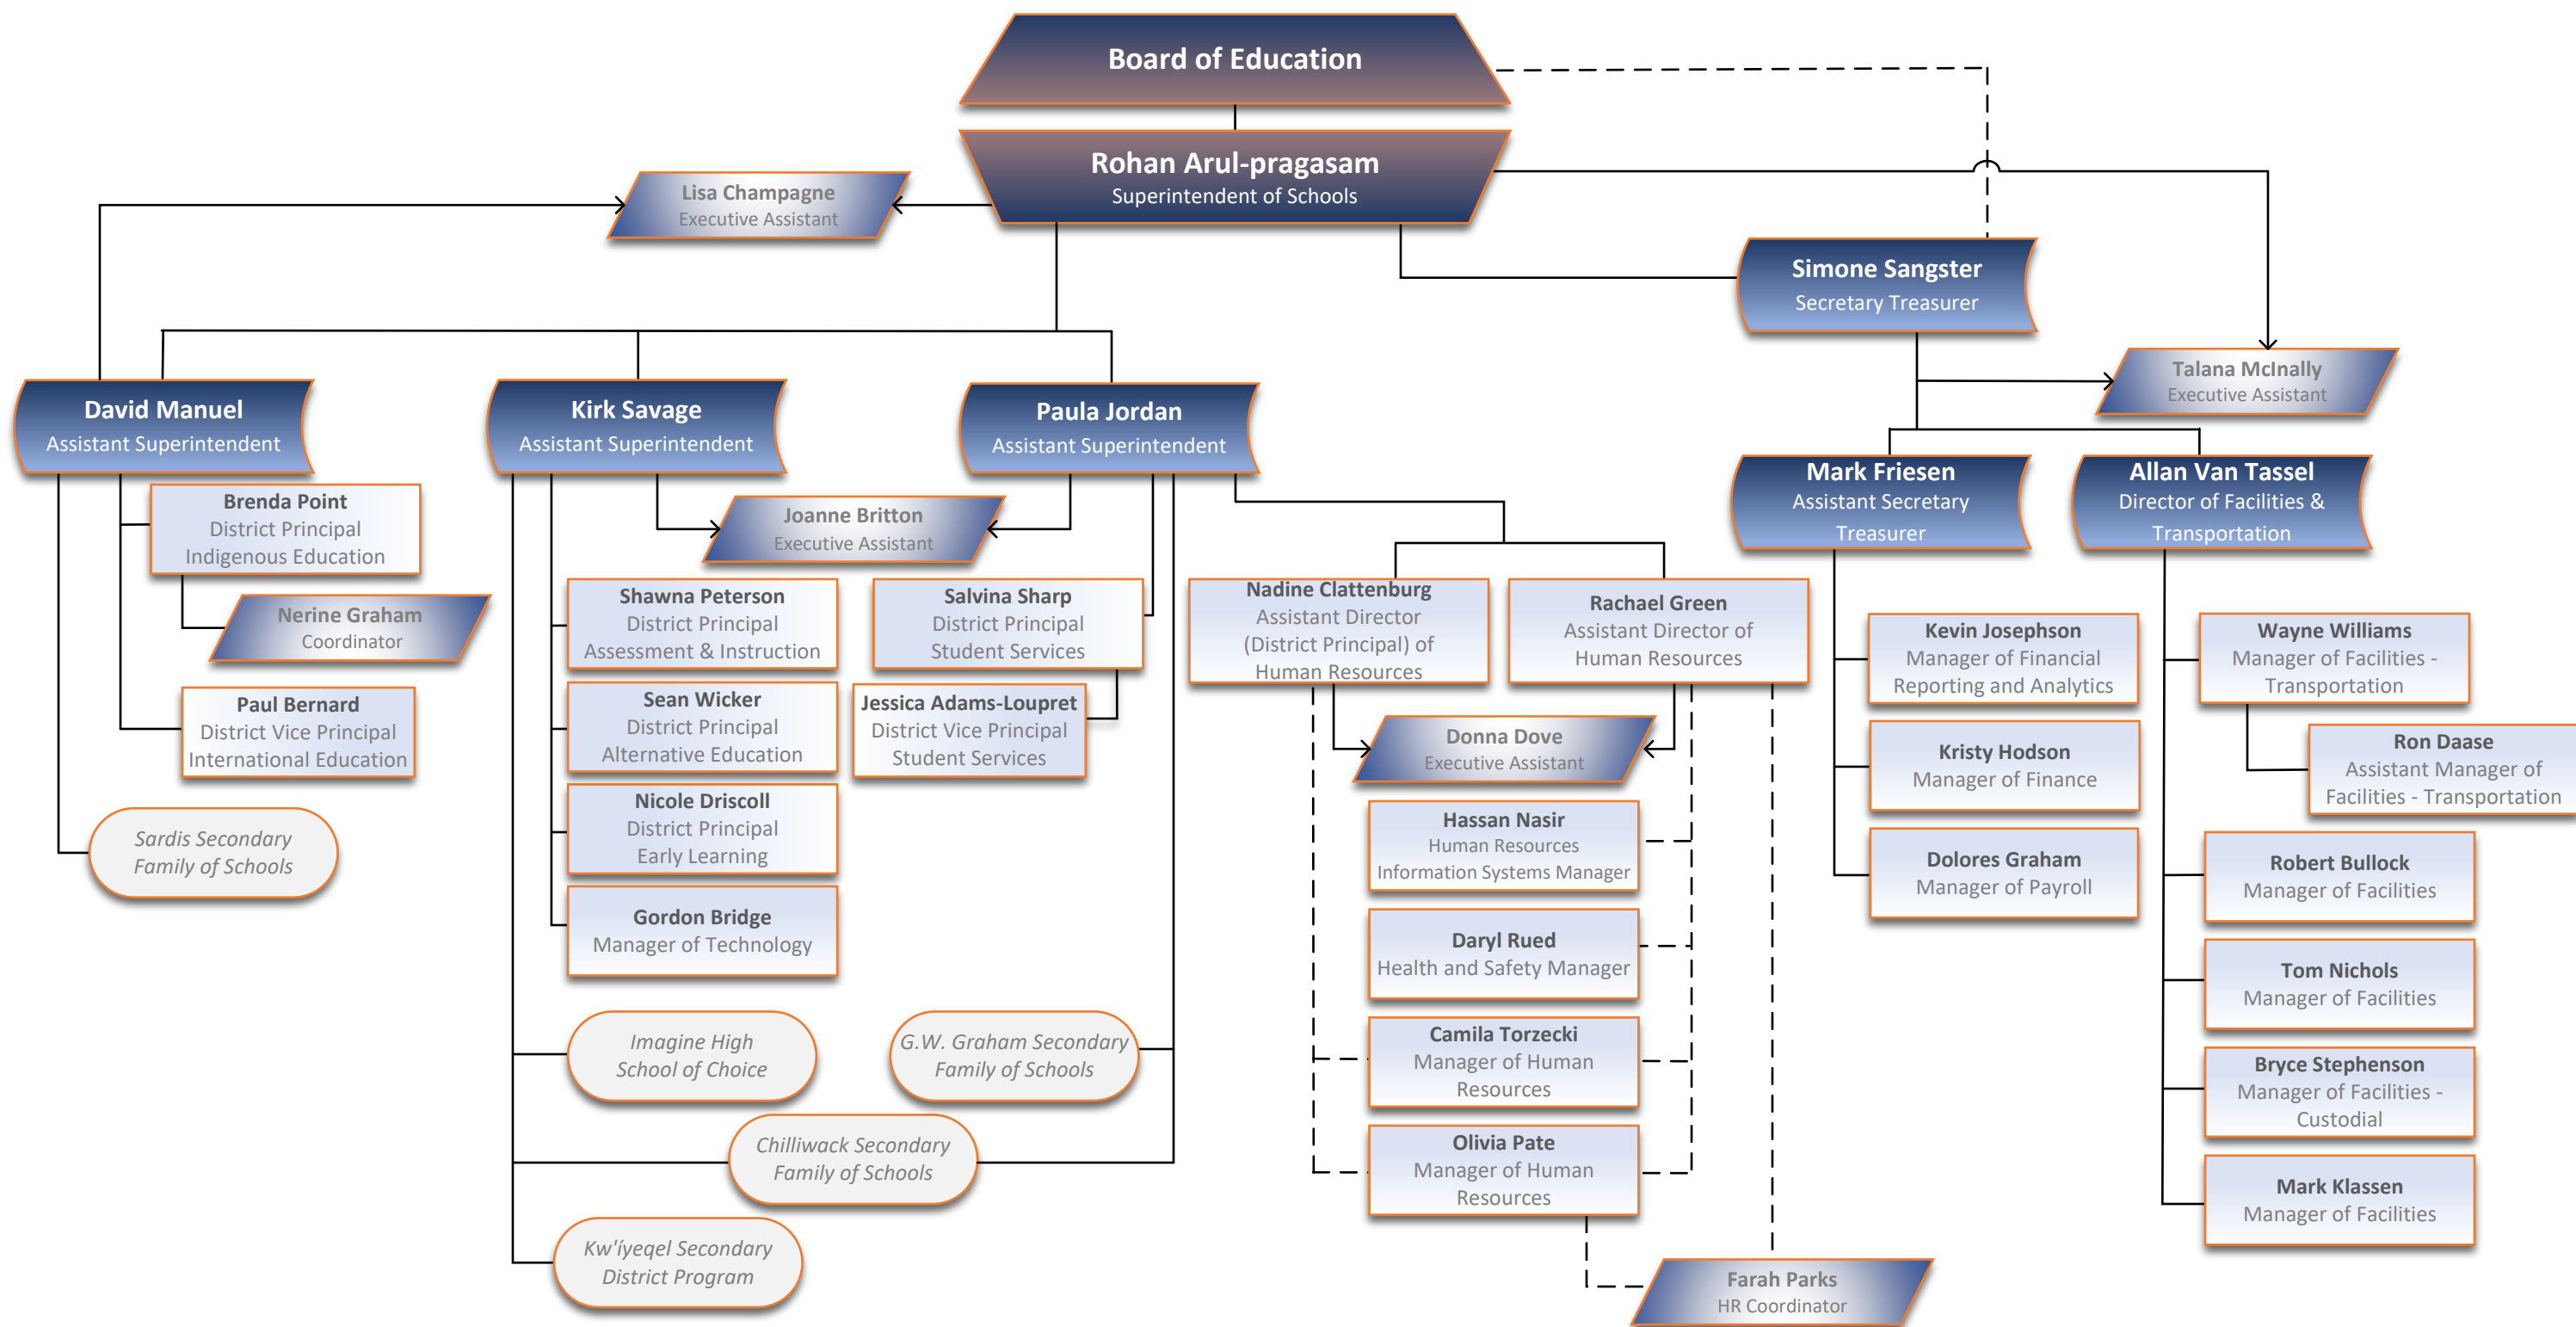 Board of Education
Rohan Arul-pragasam
Superintendent of Schools
Lisa Champagne
Executive Assistant
Simone Sangster
Secretary Treasurer
Talana McInally
Executive Assistant
David Manuel
Assistant Superintendent
Kirk Savage
Assistant Superintendent
Paula Jordan
Assistant Superintendent
Mark Friesen
Assistant Secretary
Treasurer
Allan Van Tassel
Director of Facilities &
Transportation
Brenda Point
District Principal
Indigenous Education
Nerine Graham
Coordinator
Paul Bernard
District Vice Principal
International Education
Sardis Secondary
Family of Schools
Joanne Britton
Executive Assistant
Shawna Peterson
District Principal
Assessment & Instruction
Sean Wicker
District Principal
Alternative Education
Nicole Driscoll
District Principal
Early Learning
Gordon Bridge
Manager of Technology
Imagine High
School of Choice
Chilliwack Secondary
Family of Schools
Kw'íyeqel Secondary
District Program
Salvina Sharp
District Principal
Student Services
Jessica Adams-Loupret
District Vice Principal
Student Services
G.W. Graham Secondary
Family of Schools
Nadine Clattenburg
Assistant Director
(District Principal) of
Human Resources
Rachael Green
Assistant Director of
Human Resources
Donna Dove
Executive Assistant
Hassan Nasir
Human Resources
Information Systems Manager
Daryl Rued
Health and Safety Manager
Camila Torzecki
Manager of Human
Resources
Olivia Pate
Manager of Human
Resources
Farah Parks
HR Coordinator
Kevin Josephson
Manager of Financial
Reporting and Analytics
Kristy Hodson
Manager of Finance
Dolores Graham
Manager of Payroll
Wayne Williams
Manager of Facilities -
Transportation
Ron Daase
Assistant Manager of
Facilities - Transportation
Robert Bullock
Manager of Facilities
Tom Nichols
Manager of Facilities
Bryce Stephenson
Manager of Facilities -
Custodial
Mark Klassen
Manager of Facilities